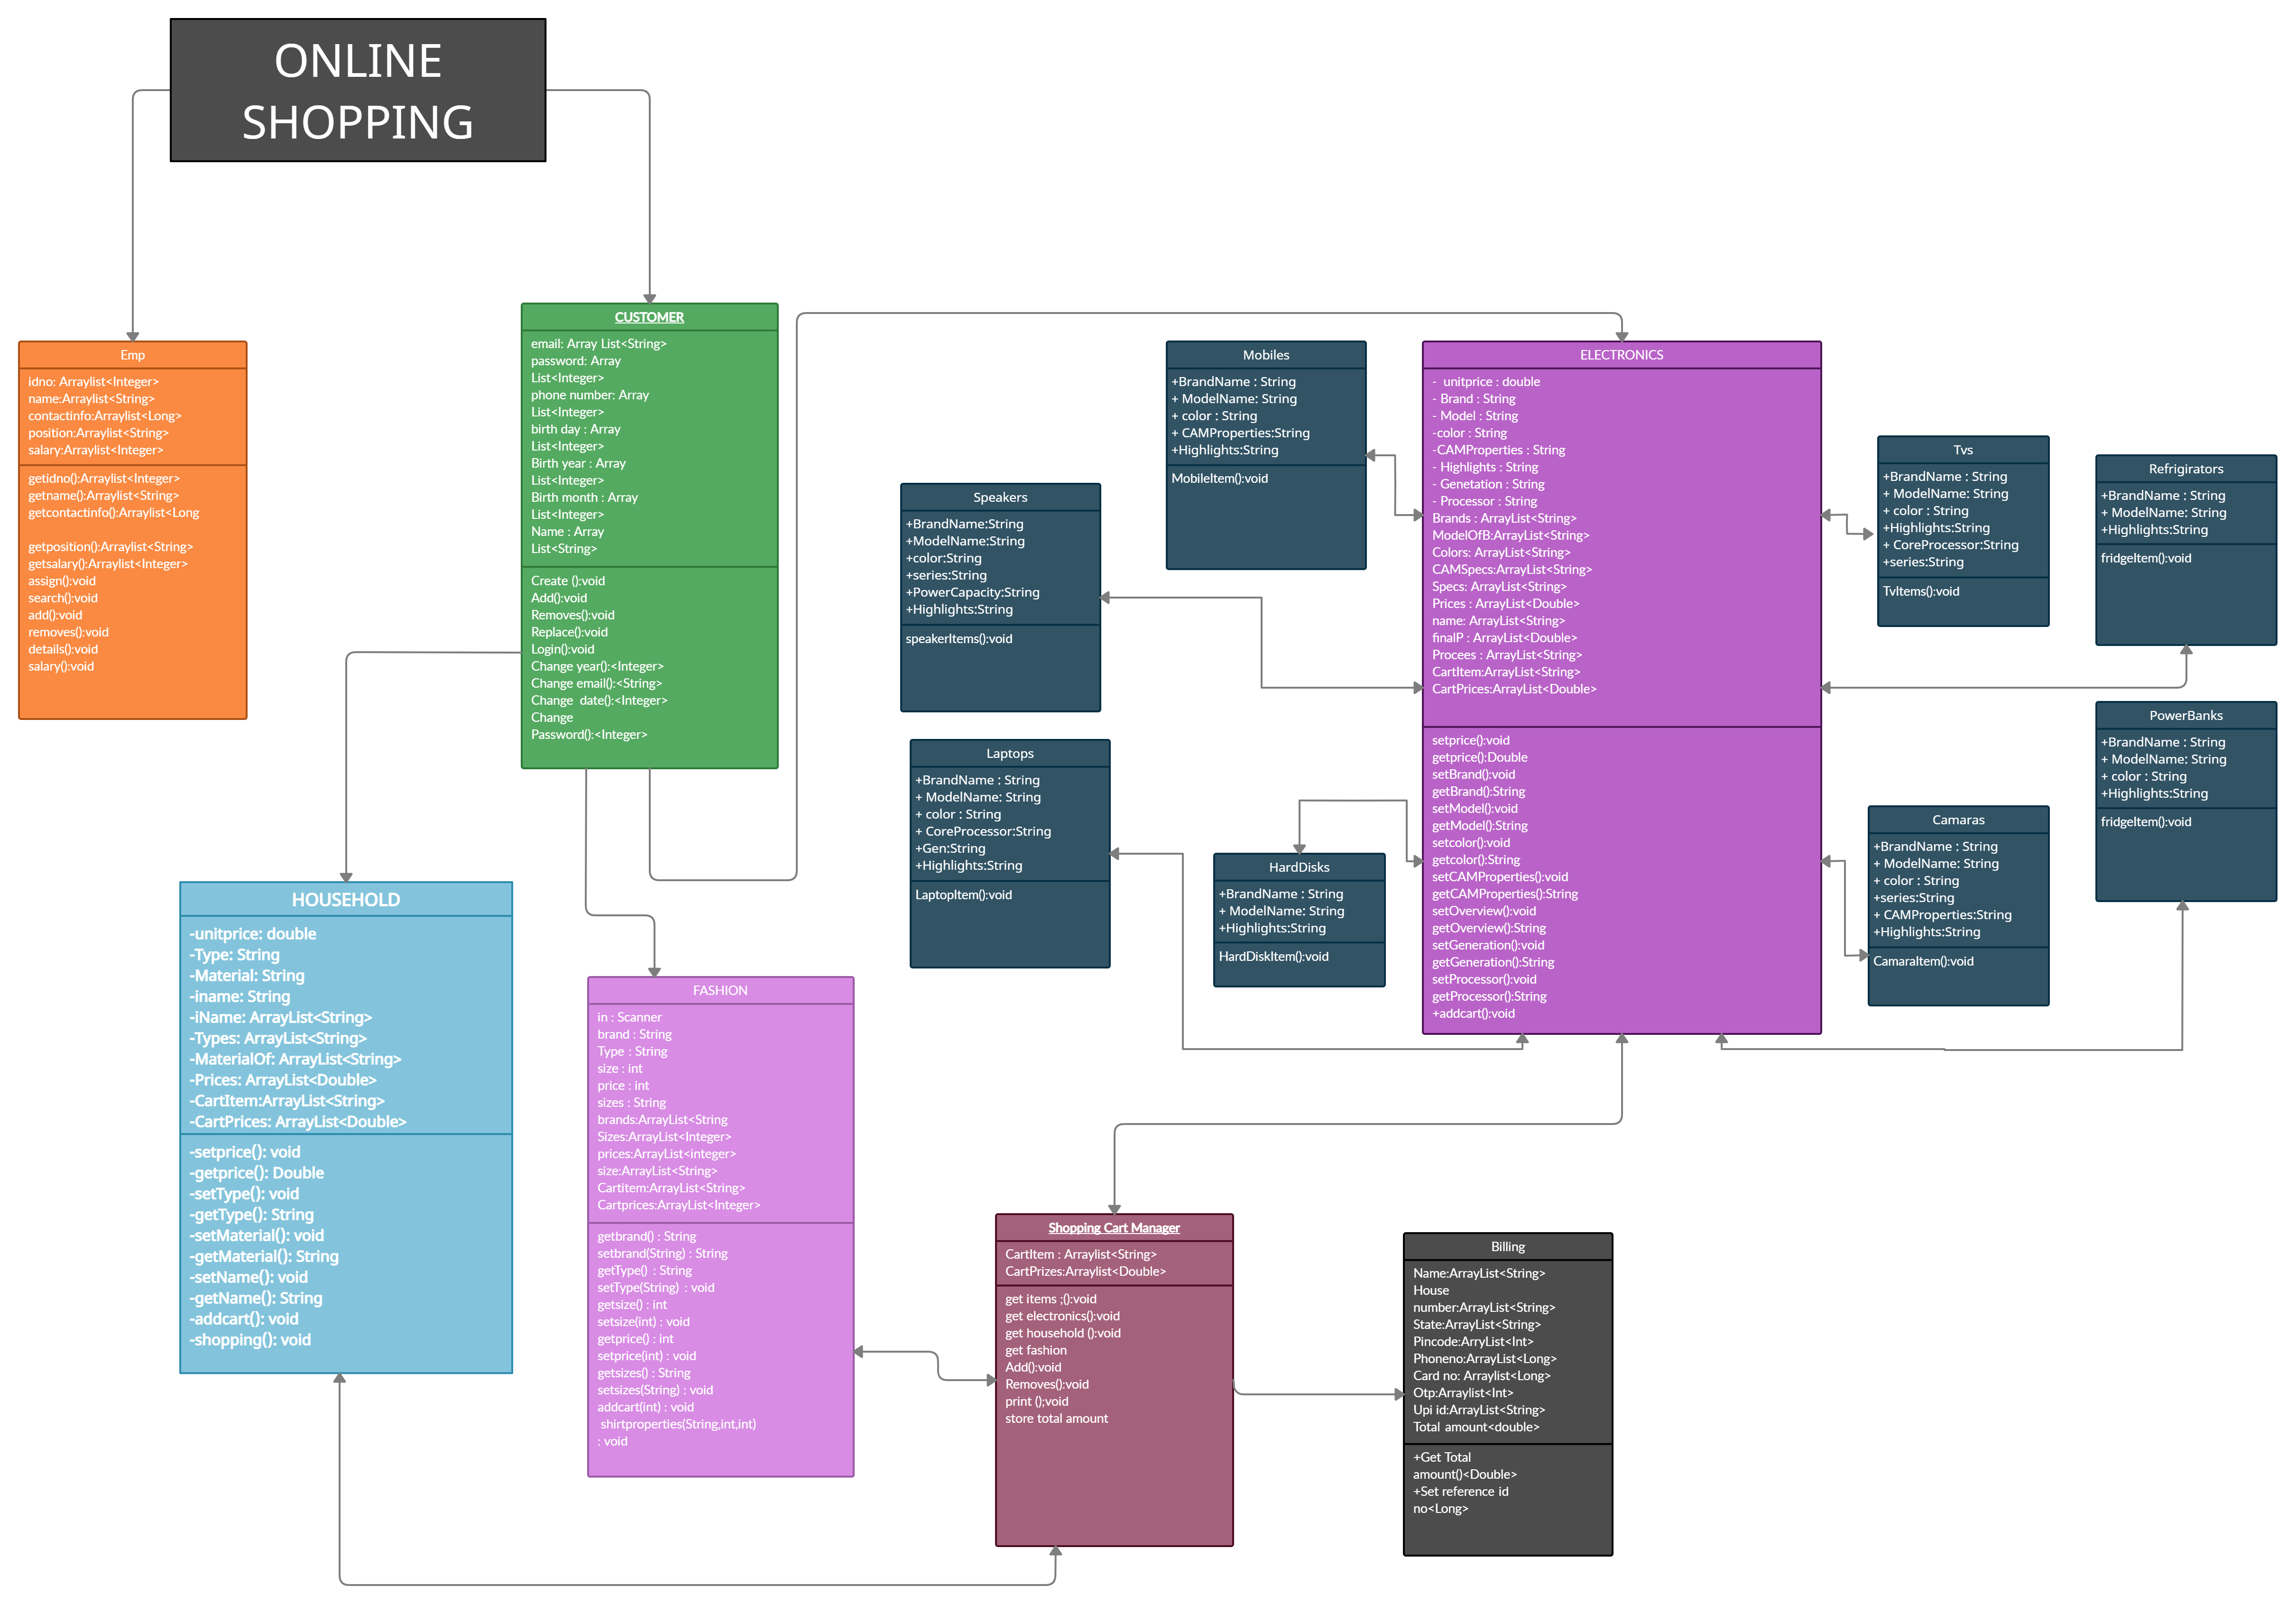 ONLINE
SHOPPING
Emp
idno: Arraylist<Integer>
name:Arraylist<String>
contactinfo:Arraylist<Long>
position:Arraylist<String>
salary:Arraylist<Integer>
getidno():Arraylist<Integer>
getname():Arraylist<String>
getcontactinfo():Arraylist<Long
getposition():Arraylist<String>
getsalary():Arraylist<Integer>
assign():void
search():void
add():void
removes():void
details():void
salary():void
CUSTOMER
email: Array List<String>
password: Array
List<Integer>
phone number: Array
List<Integer>
birth day : Array
List<Integer>
Birth year : Array
List<Integer>
Birth month : Array
List<Integer>
Name : Array
List<String>
Create ():void
Add():void
Removes():void
Replace():void
Login():void
Change year():<Integer>
Change email():<String>
Change  date():<Integer>
Change
Password():<Integer>
HOUSEHOLD
-unitprice: double
-Type: String
-Material: String
-iname: String
-iName: ArrayList<String>
-Types: ArrayList<String>
-MaterialOf: ArrayList<String>
-Prices: ArrayList<Double>
-CartItem:ArrayList<String>
-CartPrices: ArrayList<Double>
-setprice(): void
-getprice(): Double
-setType(): void
-getType(): String
-setMaterial(): void
-getMaterial(): String
-setName(): void
-getName(): String
-addcart(): void
-shopping(): void
FASHION
in : Scanner
brand : String
Type : String
size : int
price : int
sizes : String
brands:ArrayList<String
Sizes:ArrayList<Integer>
prices:ArrayList<integer>
size:ArrayList<String>
Cartitem:ArrayList<String>
Cartprices:ArrayList<Integer>
getbrand() : String
setbrand(String) : String
getType()  : String
setType(String)  : void
getsize() : int
setsize(int) : void
getprice() : int
setprice(int) : void
getsizes() : String
setsizes(String) : void
addcart(int) : void
shirtproperties(String,int,int)
: void
Speakers
+BrandName:String
+ModelName:String
+color:String
+series:String
+PowerCapacity:String
+Highlights:String
speakerItems():void
Mobiles
+BrandName : String
+ ModelName: String
+ color : String
+ CAMProperties:String
+Highlights:String
MobileItem():void
Laptops
+BrandName : String
+ ModelName: String
+ color : String
+ CoreProcessor:String
+Gen:String
+Highlights:String
LaptopItem():void
HardDisks
+BrandName : String
+ ModelName: String
+Highlights:String
HardDiskItem():void
ELECTRONICS
-  unitprice : double
- Brand : String
- Model : String
-color : String
-CAMProperties : String
- Highlights : String
- Genetation : String
- Processor : String
Brands : ArrayList<String>
ModelOfB:ArrayList<String>
Colors: ArrayList<String>
CAMSpecs:ArrayList<String>
Specs: ArrayList<String>
Prices : ArrayList<Double>
name: ArrayList<String>
finalP : ArrayList<Double>
Procees : ArrayList<String>
CartItem:ArrayList<String>
CartPrices:ArrayList<Double>
setprice():void
getprice():Double
setBrand():void
getBrand():String
setModel():void
getModel():String
setcolor():void
getcolor():String
setCAMProperties():void
getCAMProperties():String
setOverview():void
getOverview():String
setGeneration():void
getGeneration():String
setProcessor():void
getProcessor():String
+addcart():void
Tvs
+BrandName : String
+ ModelName: String
+ color : String
+Highlights:String
+ CoreProcessor:String
+series:String
TvItems():void
Refrigirators
+BrandName : String
+ ModelName: String
+Highlights:String
fridgeItem():void
PowerBanks
+BrandName : String
+ ModelName: String
+ color : String
+Highlights:String
fridgeItem():void
Camaras
+BrandName : String
+ ModelName: String
+ color : String
+series:String
+ CAMProperties:String
+Highlights:String
CamaraItem():void
Shopping Cart Manager
CartItem : Arraylist<String>
CartPrizes:Arraylist<Double>
get items ;():void
get electronics():void
get household ():void
get fashion
Add():void
Removes():void
print ();void
store total amount
Billing
Name:ArrayList<String>
House
number:ArrayList<String>
State:ArrayList<String>
Pincode:ArryList<Int>
Phoneno:ArrayList<Long>
Card no: Arraylist<Long>
Otp:Arraylist<Int>
Upi id:ArrayList<String>
Total amount<double>
+Get Total
amount()<Double>
+Set reference id
no<Long>